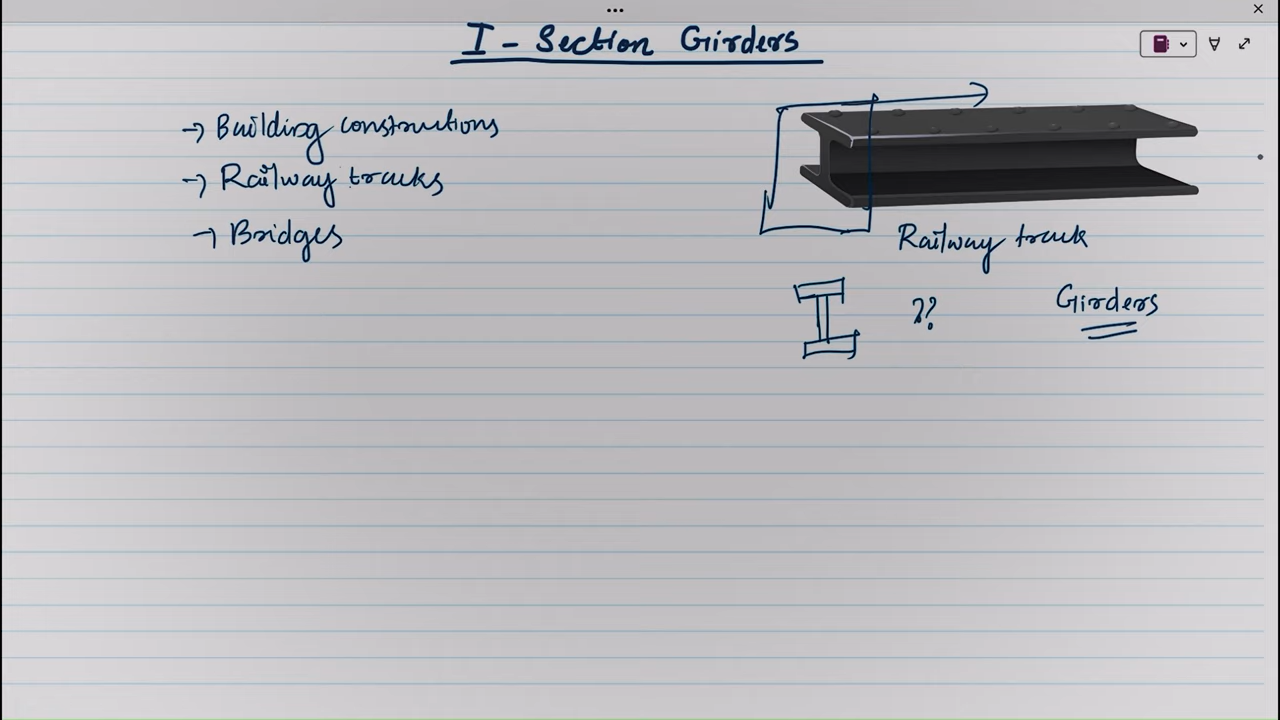 I - Section Girders
→ Building constructions
→ Railway tracks
→ Bridges
Railway track
I ??
Girders